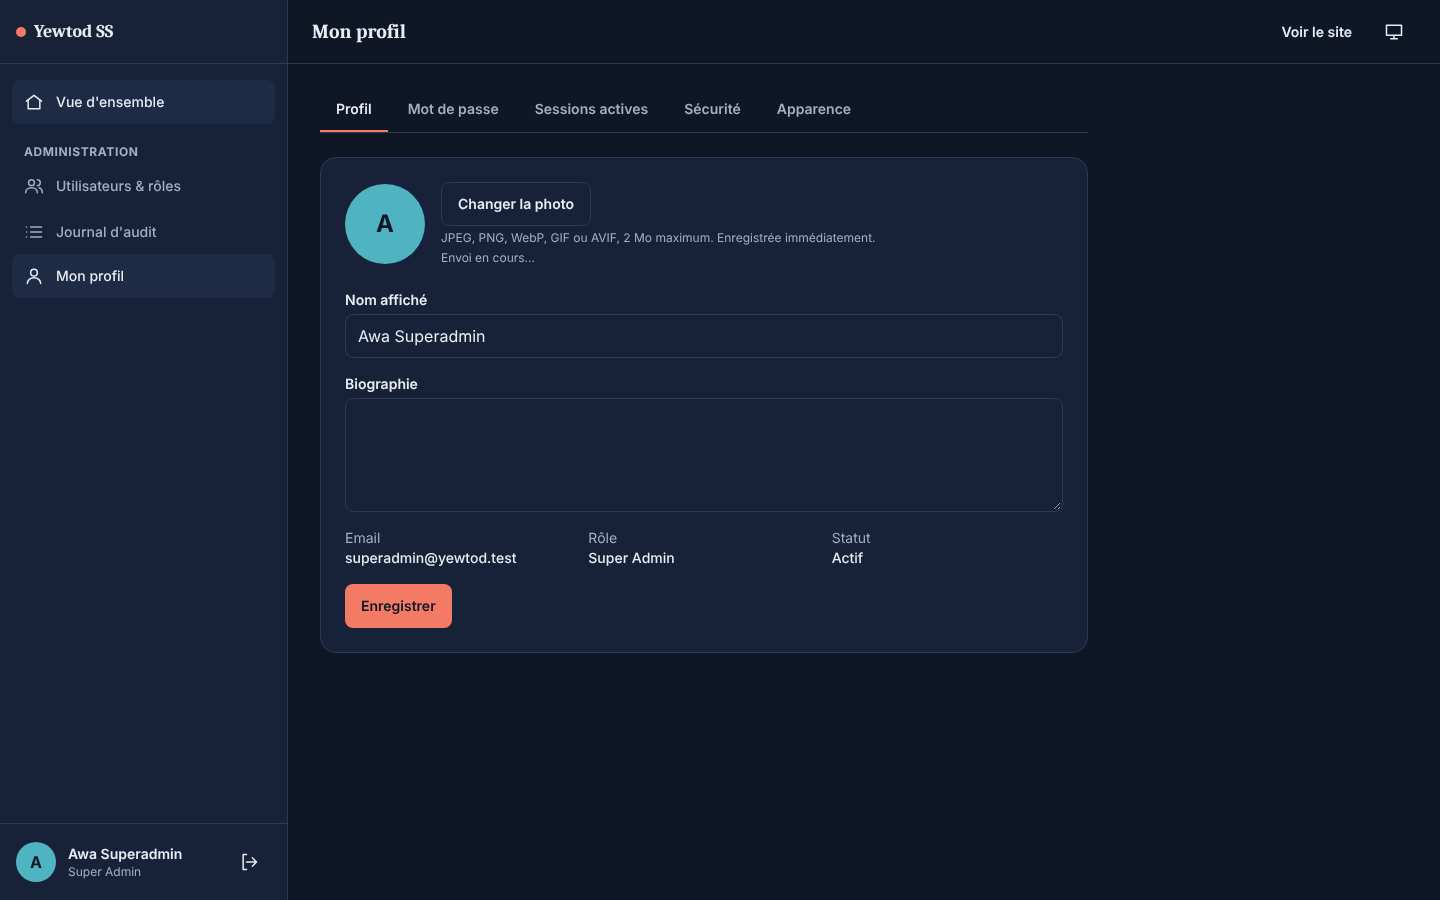 Yewtod SS
Mon profil
Voir le site
Vue d'ensemble
ADMINISTRATION
Utilisateurs & rôles
Journal d'audit
Mon profil
Profil
Mot de passe
Sessions actives
Sécurité
Apparence
A
Changer la photo
JPEG, PNG, WebP, GIF ou AVIF, 2 Mo maximum. Enregistrée immédiatement.
Envoi en cours…
Nom affiché
Awa Superadmin
Biographie
Email
superadmin@yewtod.test
Rôle
Super Admin
Statut
Actif
Enregistrer
A
Awa Superadmin
Super Admin